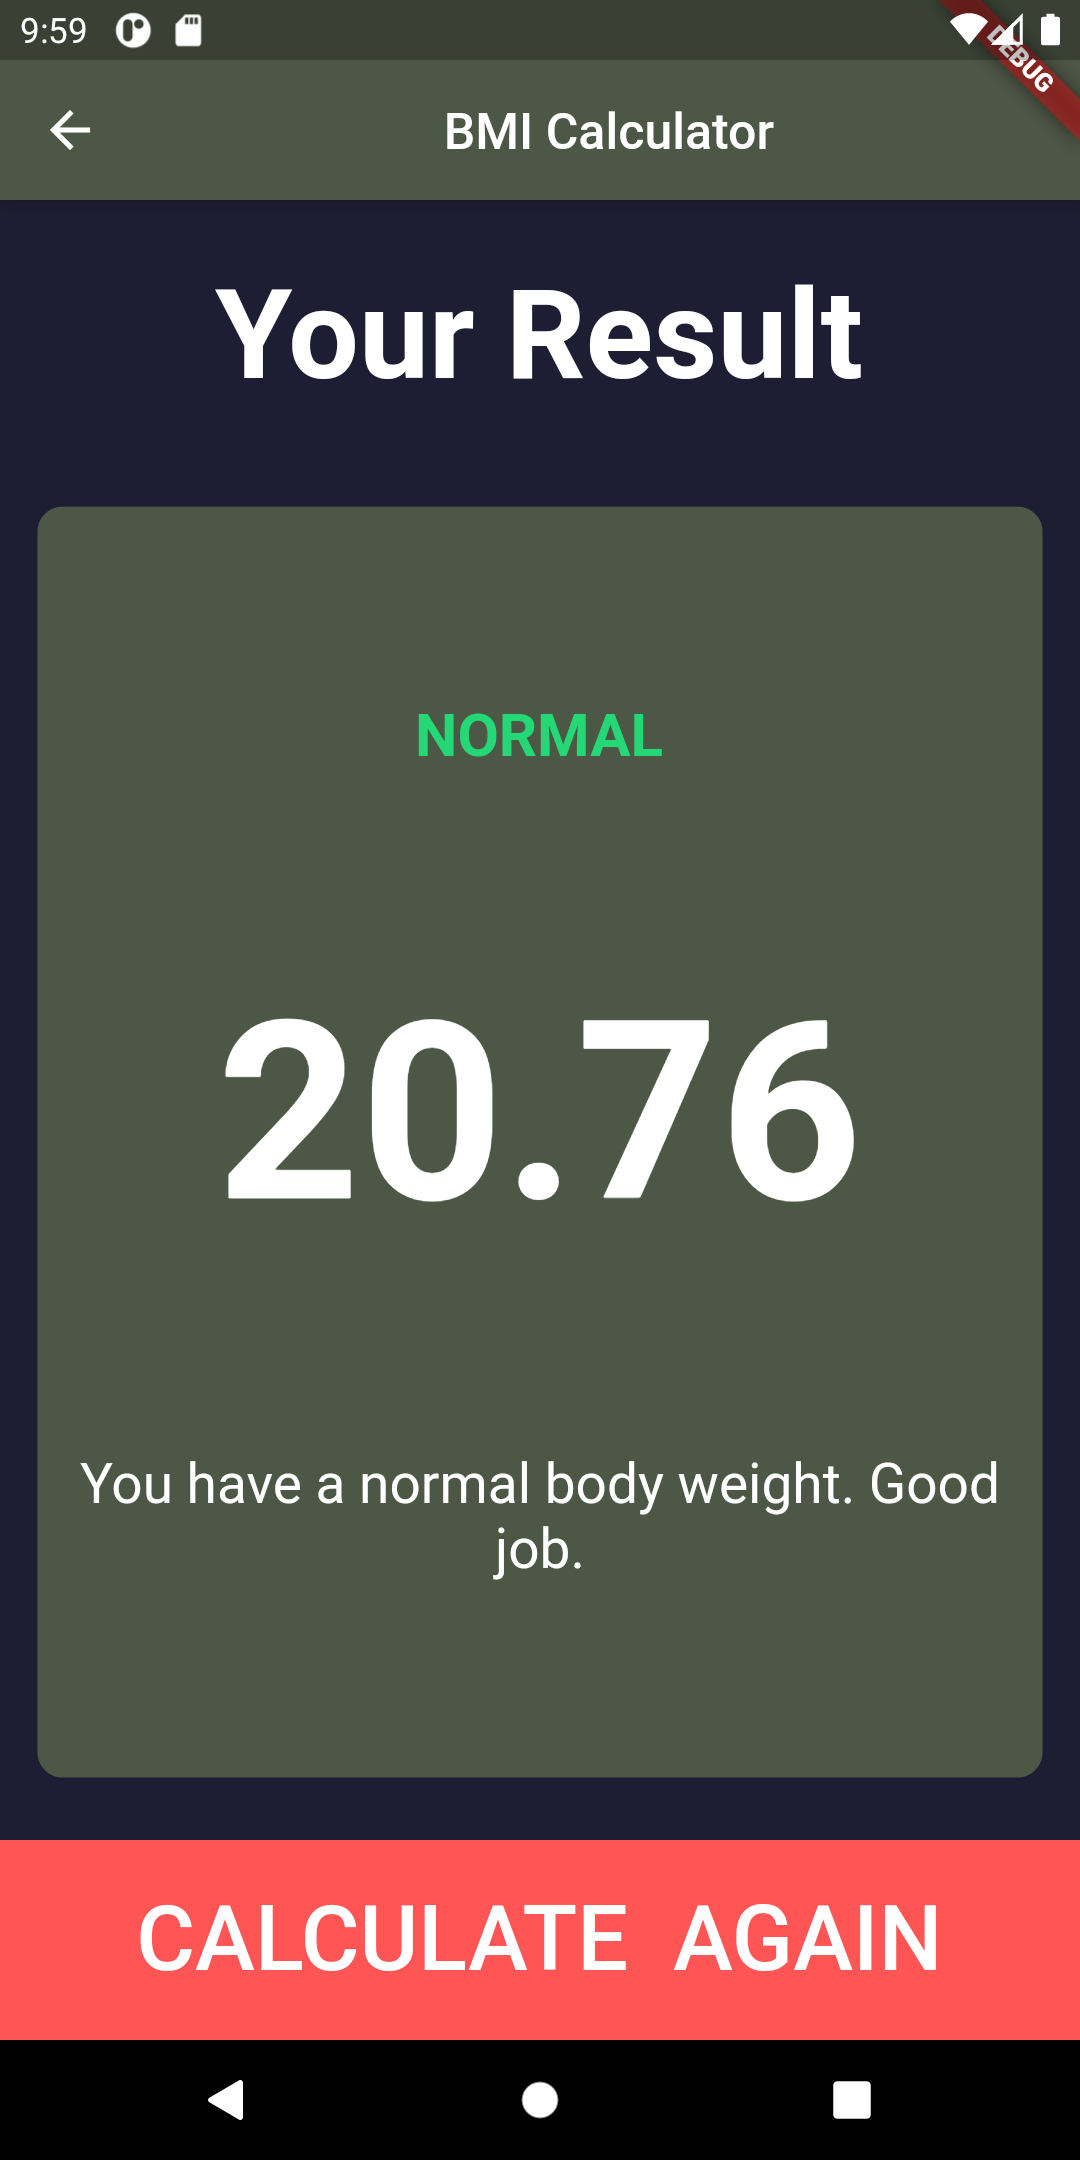 9:59
DEBUG
BMI Calculator
Your Result
NORMAL
20.76
You have a normal body weight. Good
job.
CALCULATE AGAIN